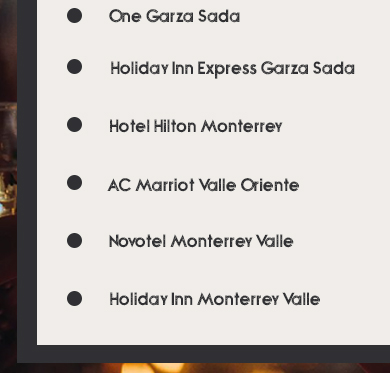 One Garza Sada
Holiday Inn Express Garza Sada
Hotel Hilton Monterrey
AC Marriot Valle Oriente
Novotel Monterrey Valle
Holiday Inn Monterrey Valle